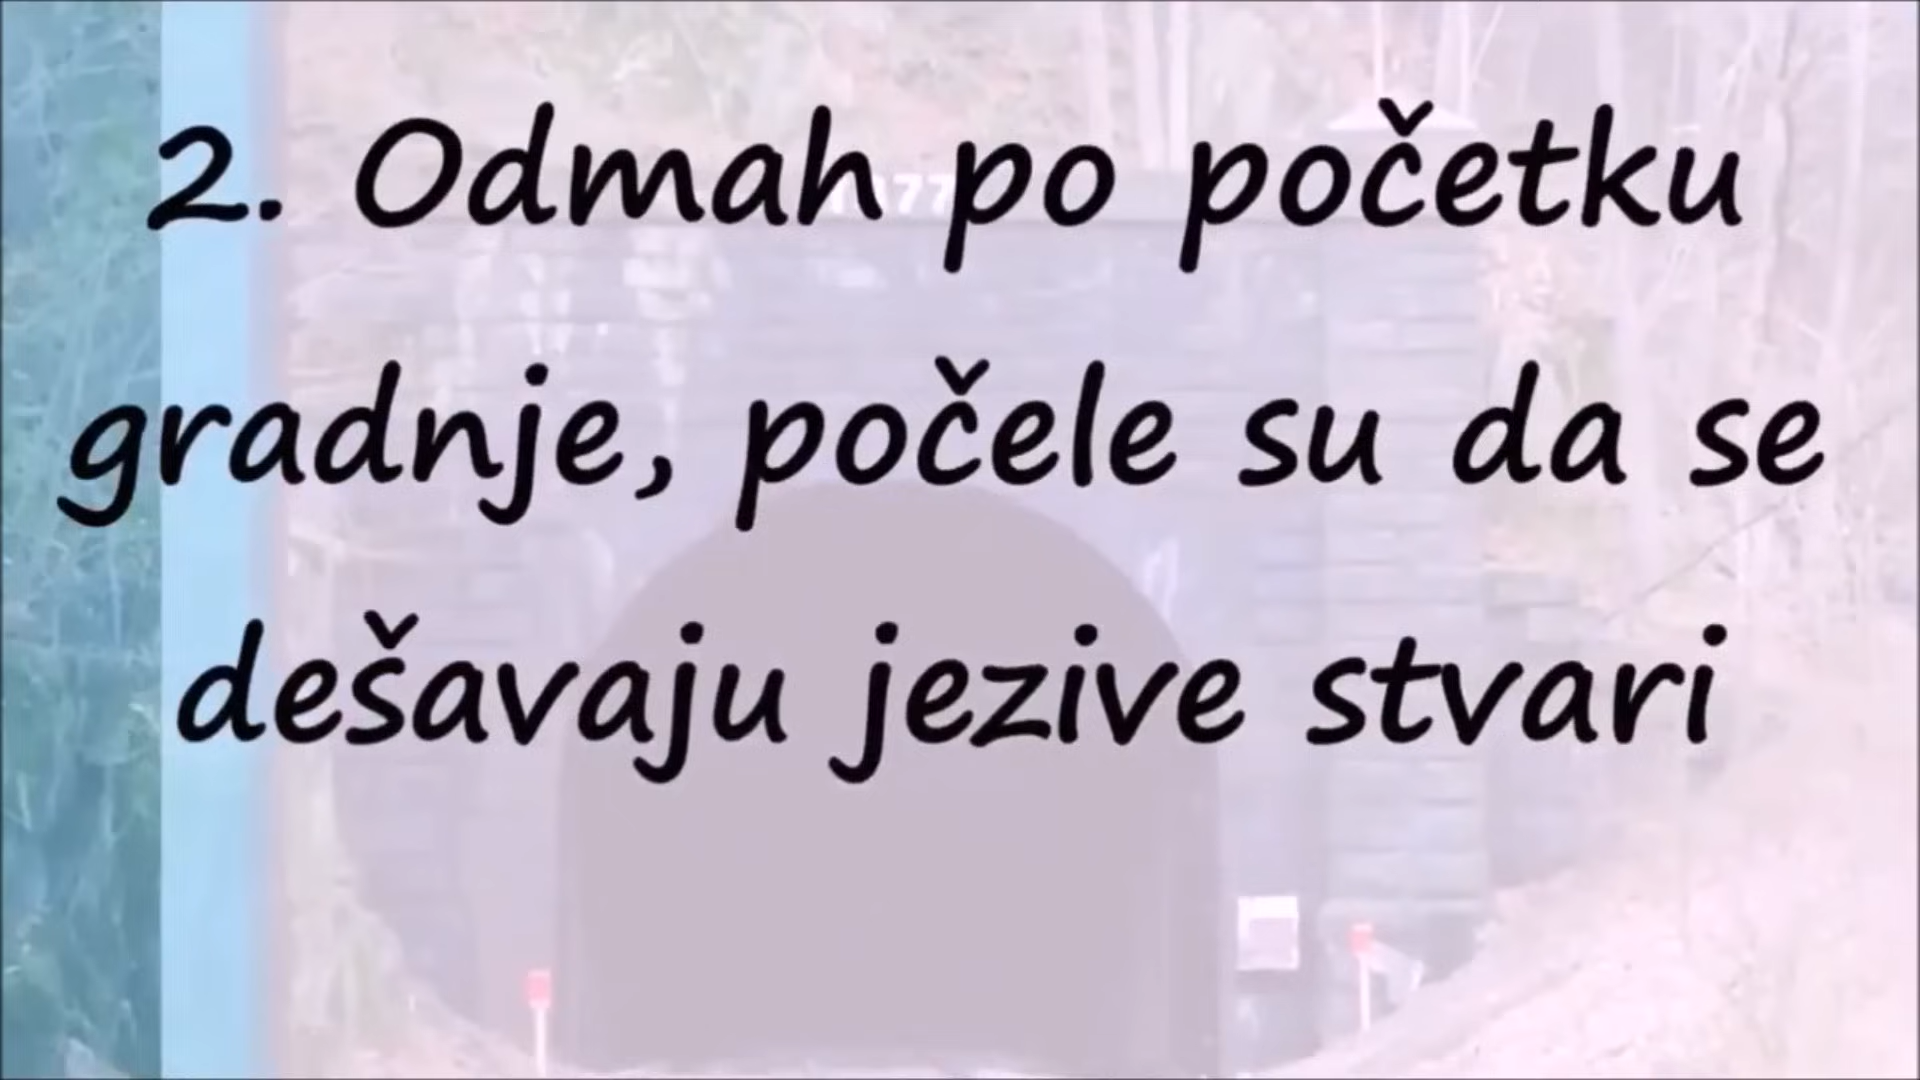 2. Odmah po početku
gradnje, počele su da se
dešavaju jezive stvari